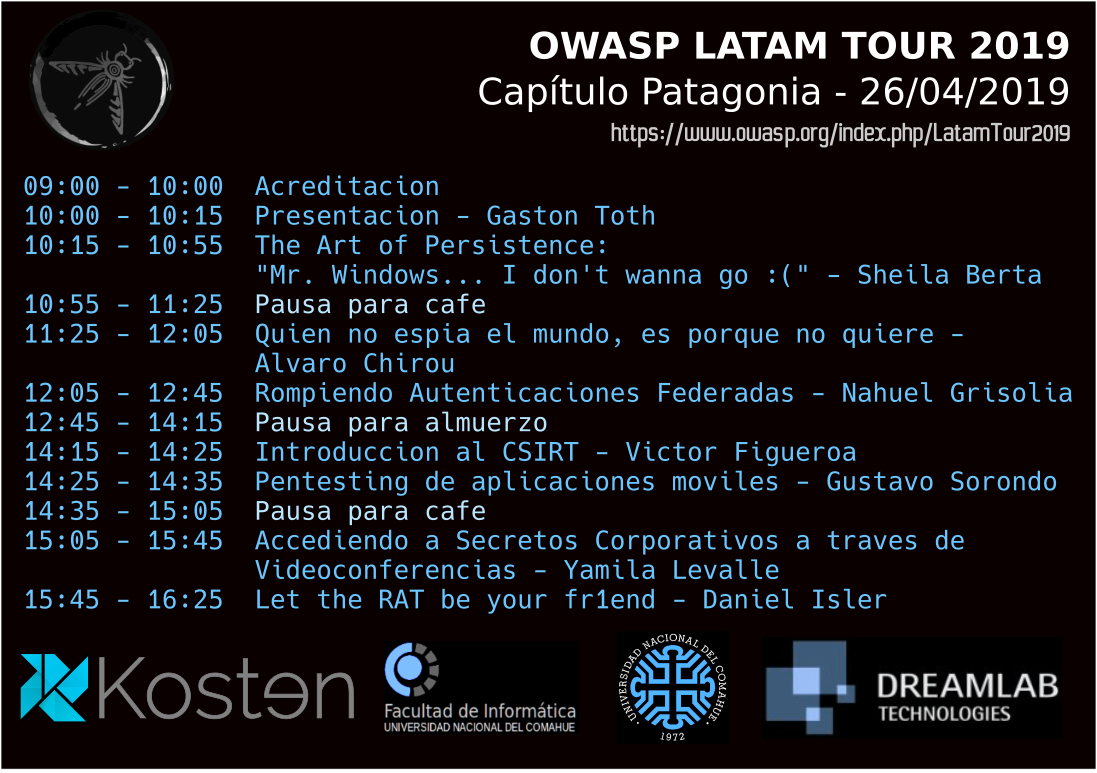 OWASP LATAM TOUR 2019
Capítulo Patagonia - 26/04/2019
https://www.owasp.org/index.php/LatamTour2019
09:00 - 10:00 Acreditacion
10:00 - 10:15 Presentacion - Gaston Toth
10:15 - 10:55 The Art of Persistence:
"Mr. Windows... I don't wanna go :(" - Sheila Berta
10:55 - 11:25 Pausa para cafe
11:25 - 12:05 Quien no espia el mundo, es porque no quiere -
Alvaro Chirou
12:05 - 12:45 Rompiendo Autenticaciones Federadas - Nahuel Grisolia
12:45 - 14:15 Pausa para almuerzo
14:15 - 14:25 Introduccion al CSIRT - Victor Figueroa
14:25 - 14:35 Pentesting de aplicaciones moviles - Gustavo Sorondo
14:35 - 15:05 Pausa para cafe
15:05 - 15:45 Accediendo a Secretos Corporativos a traves de
Videoconferencias - Yamila Levalle
15:45 - 16:25 Let the RAT be your fr1end - Daniel Isler
Kosten
Facultad de Informática
UNIVERSIDAD NACIONAL DEL COMAHUE
· UNIVERSIDAD NACIONAL DEL COMAHUE ·
1972
DREAMLAB
TECHNOLOGIES